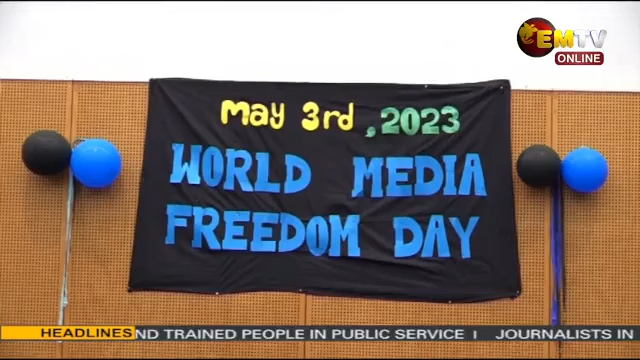 EMTV
ONLINE
May 3rd, 2023
WORLD MEDIA
FREEDOM DAY
HEADLINES ND TRAINED PEOPLE IN PUBLIC SERVICE I JOURNALISTS IN